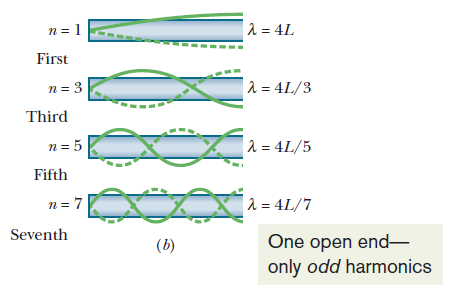 n = 1 λ = 4L
First
n = 3 λ = 4L/3
Third
n = 5 λ = 4L/5
Fifth
n = 7 λ = 4L/7
Seventh
(b)
One open end—
only odd harmonics